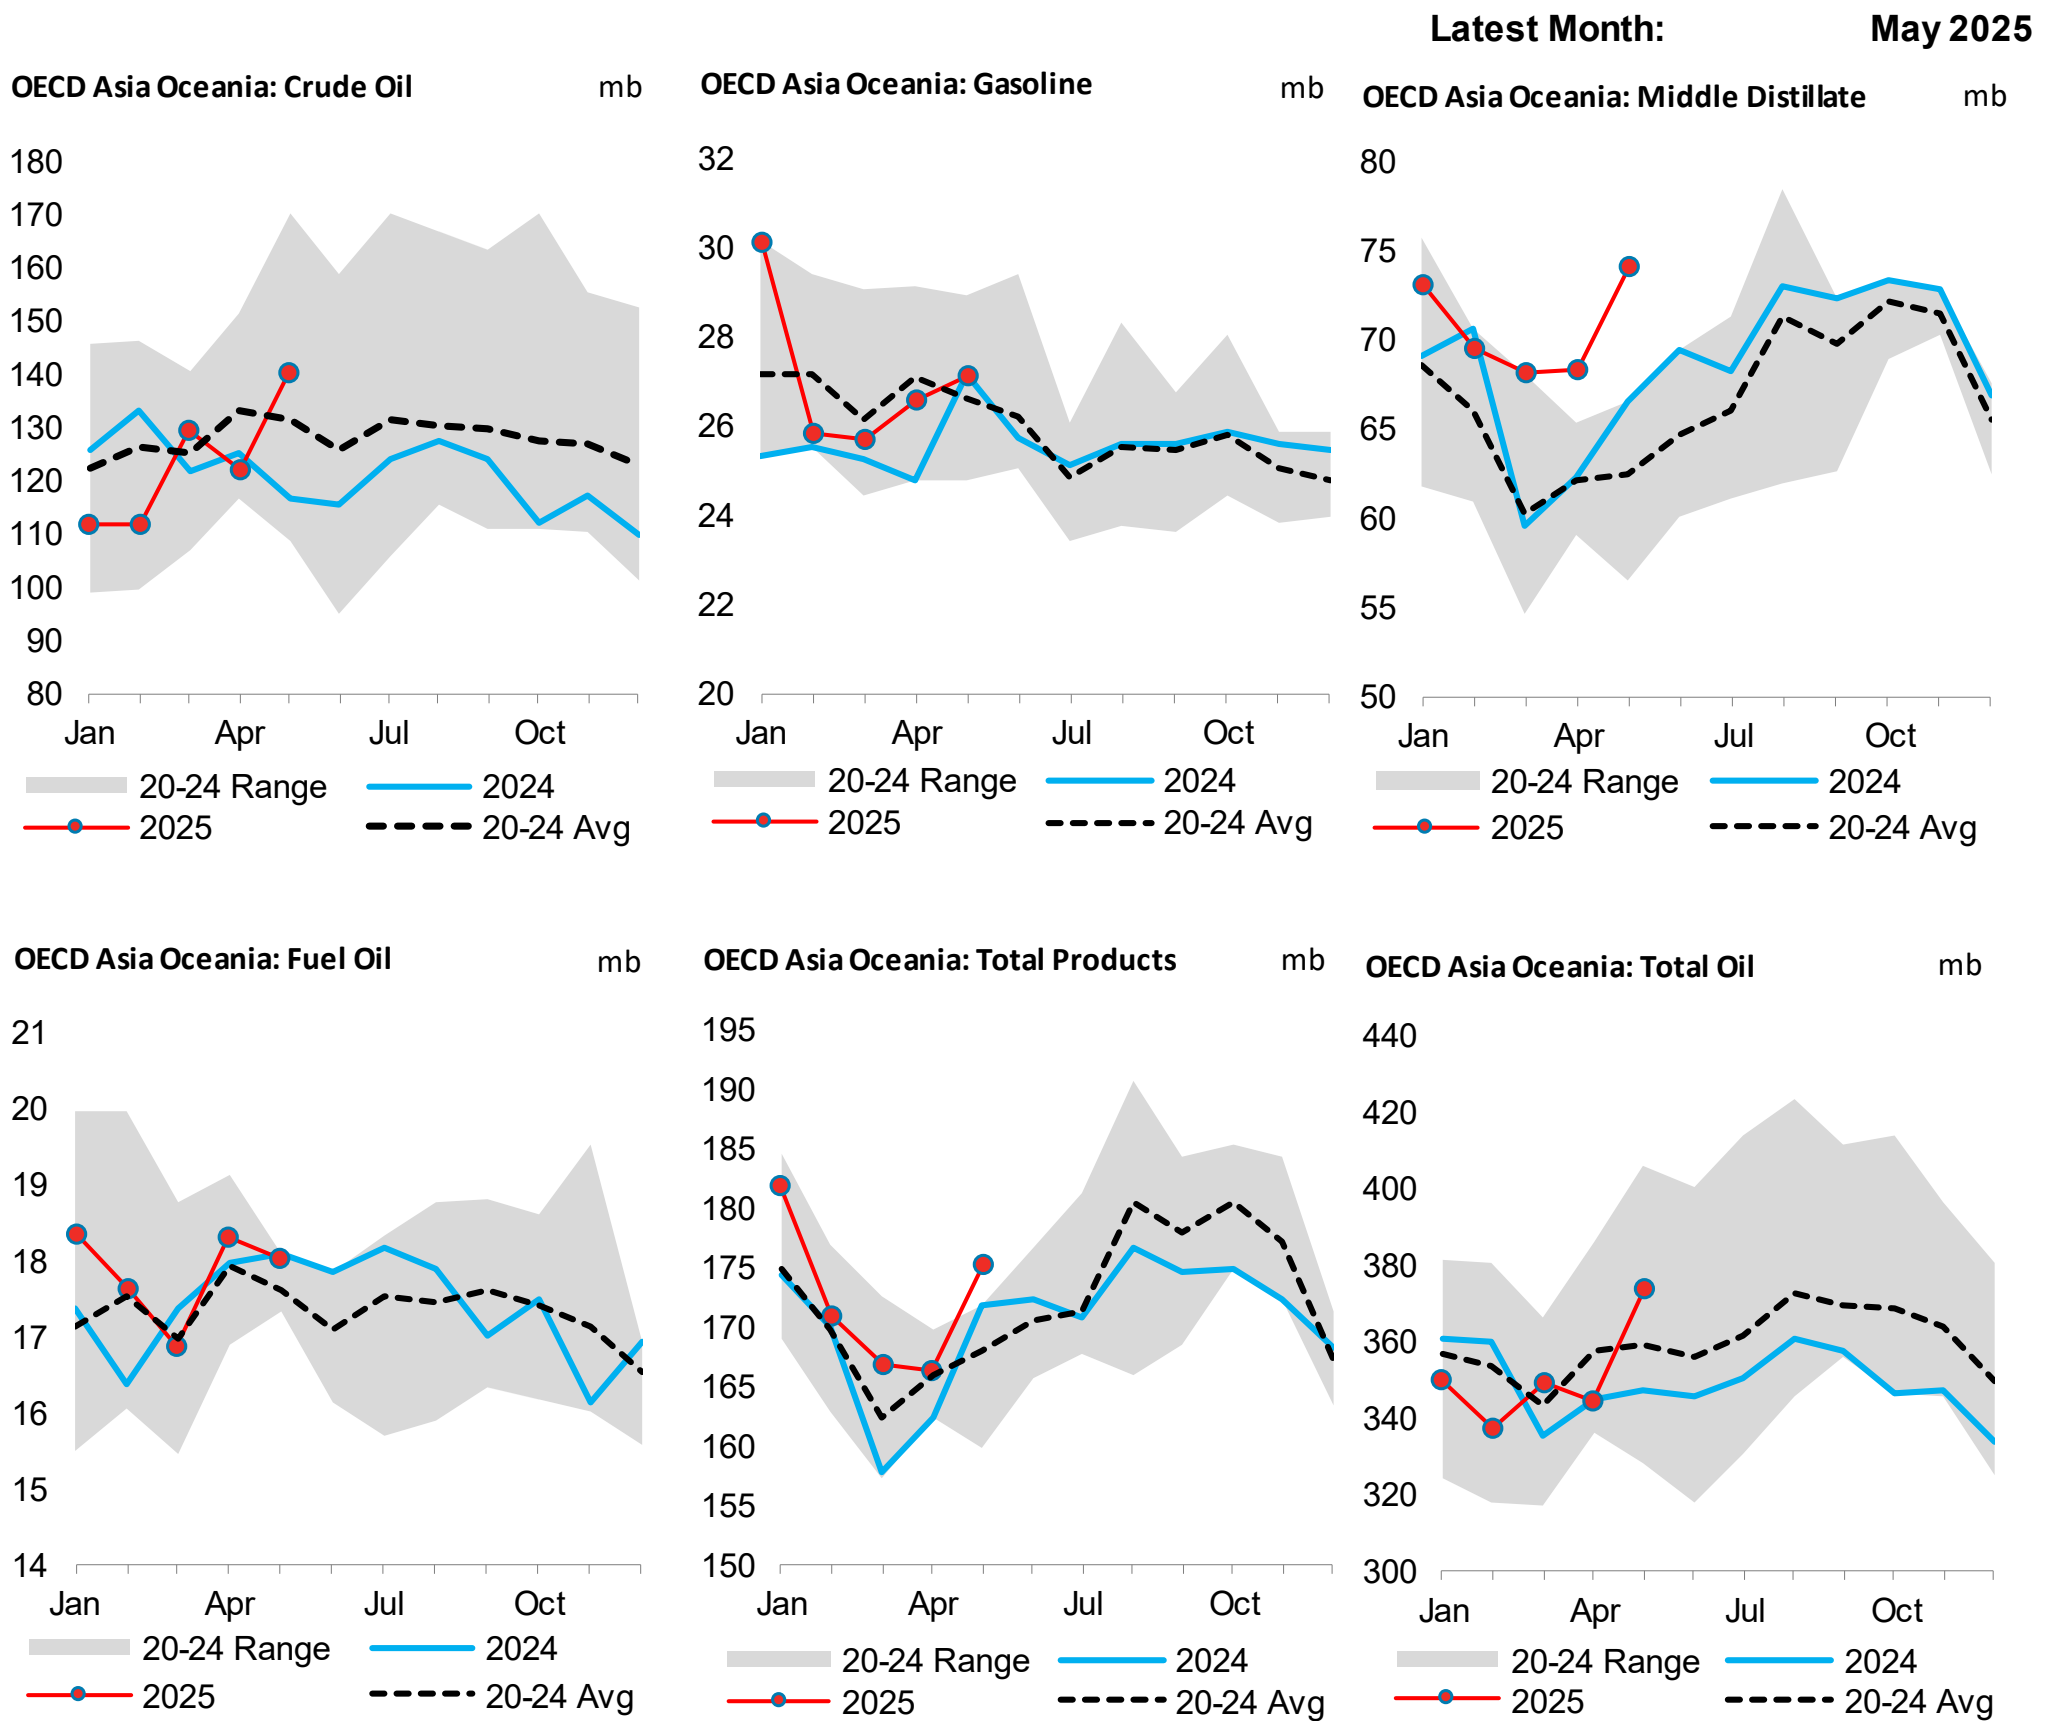 Latest Month: May 2025
OECD Asia Oceania: Crude Oil mb
180
170
160
150
140
130
120
110
100
90
80
Jan Apr Jul Oct
20-24 Range 2024
2025 20-24 Avg
OECD Asia Oceania: Gasoline mb
32
30
28
26
24
22
20
Jan Apr Jul Oct
20-24 Range 2024
2025 20-24 Avg
OECD Asia Oceania: Middle Distillate mb
80
75
70
65
60
55
50
Jan Apr Jul Oct
20-24 Range 2024
2025 20-24 Avg
OECD Asia Oceania: Fuel Oil mb
21
20
19
18
17
16
15
14
Jan Apr Jul Oct
20-24 Range 2024
2025 20-24 Avg
OECD Asia Oceania: Total Products mb
195
190
185
180
175
170
165
160
155
150
Jan Apr Jul Oct
20-24 Range 2024
2025 20-24 Avg
OECD Asia Oceania: Total Oil mb
440
420
400
380
360
340
320
300
Jan Apr Jul Oct
20-24 Range 2024
2025 20-24 Avg